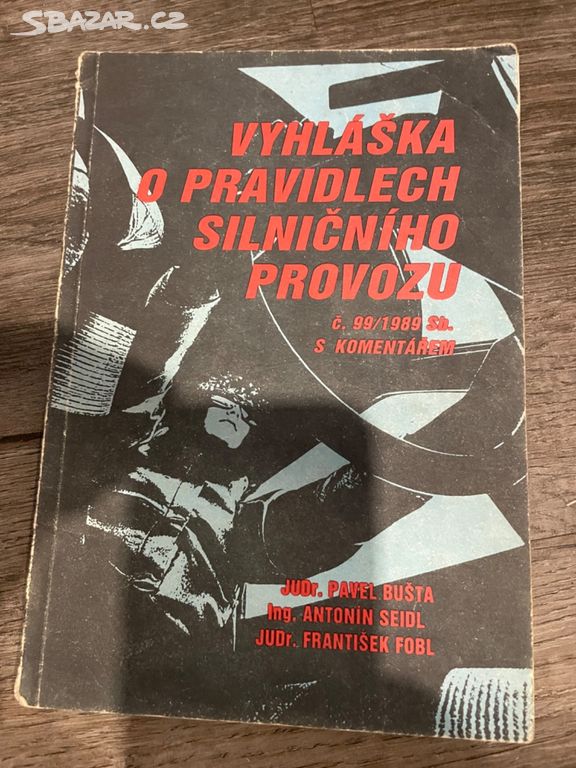 SBAZAR.CZ
VYHLÁŠKA
O PRAVIDLECH
SILNIČNÍHO
PROVOZU
č. 99/1989 Sb.
S KOMENTÁŘEM
JUDr. PAVEL BUŠTA
Ing. ANTONÍN SEIDL
JUDr. FRANTIŠEK FOBL